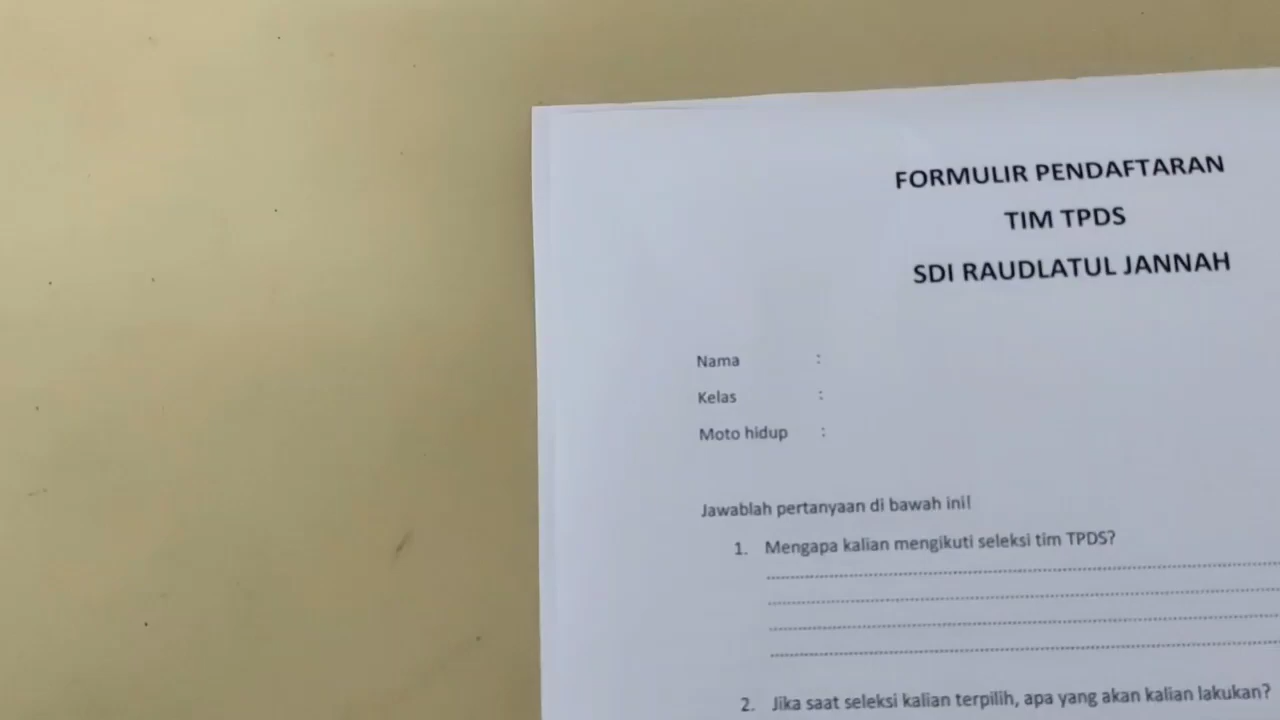 FORMULIR PENDAFTARAN
TIM TPDS
SDI RAUDLATUL JANNAH
Nama :
Kelas :
Moto hidup :
Jawablah pertanyaan di bawah ini!
1. Mengapa kalian mengikuti seleksi tim TPDS?
2. Jika saat seleksi kalian terpilih, apa yang akan kalian lakukan?